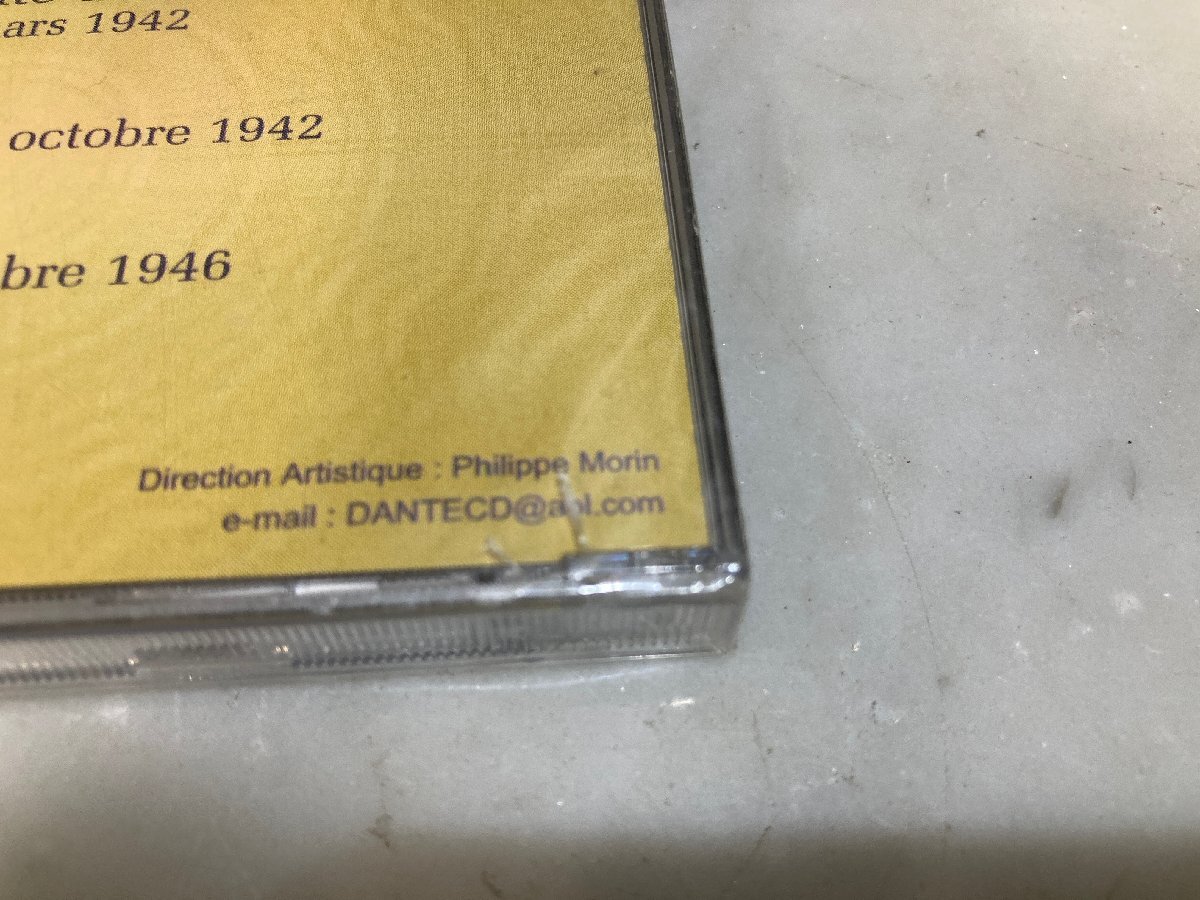 ars 1942
octobre 1942
bre 1946
Direction Artistique : Philippe Morin
e-mail : DANTECD@aol.com